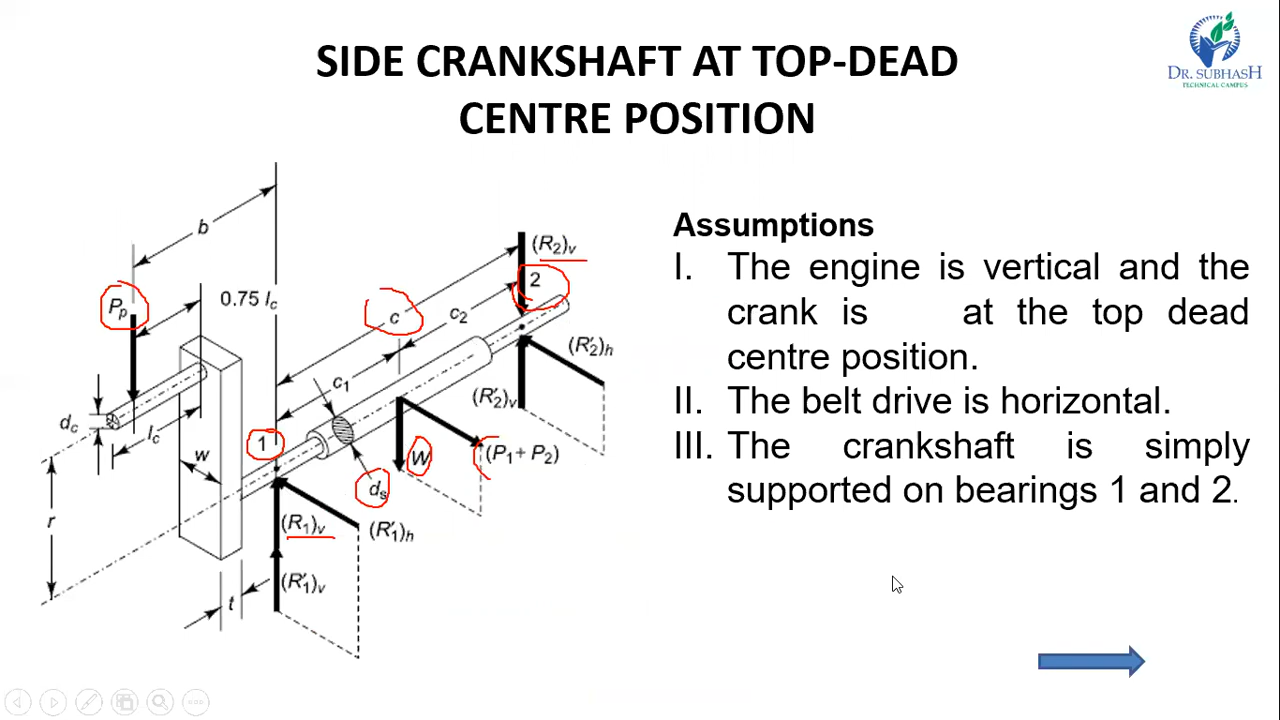 SIDE CRANKSHAFT AT TOP-DEAD
CENTRE POSITION
DR. SUBHASH
TECHNICAL CAMPUS
b
0.75 lc
Pp
dc
lc
w
r
t
1
c
c1
c2
ds
W
(P1 + P2)
(R1)v
(R'1)h
(R'1)v
(R2)v
2
(R'2)h
(R'2)v
Assumptions
I. The engine is vertical and the
crank is at the top dead
centre position.
II. The belt drive is horizontal.
III. The crankshaft is simply
supported on bearings 1 and 2.